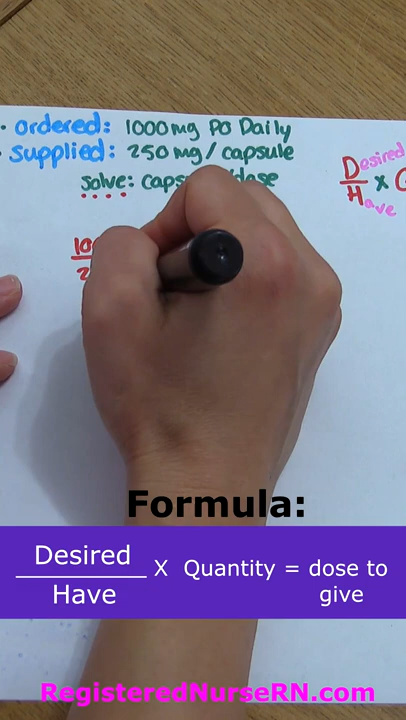 • ordered: 1000mg PO Daily
• supplied: 250 mg/capsule
solve: dose
Desired
Have
X
Formula:
Desired
Have
X Quantity = dose to
give
RegisteredNurseRN.com